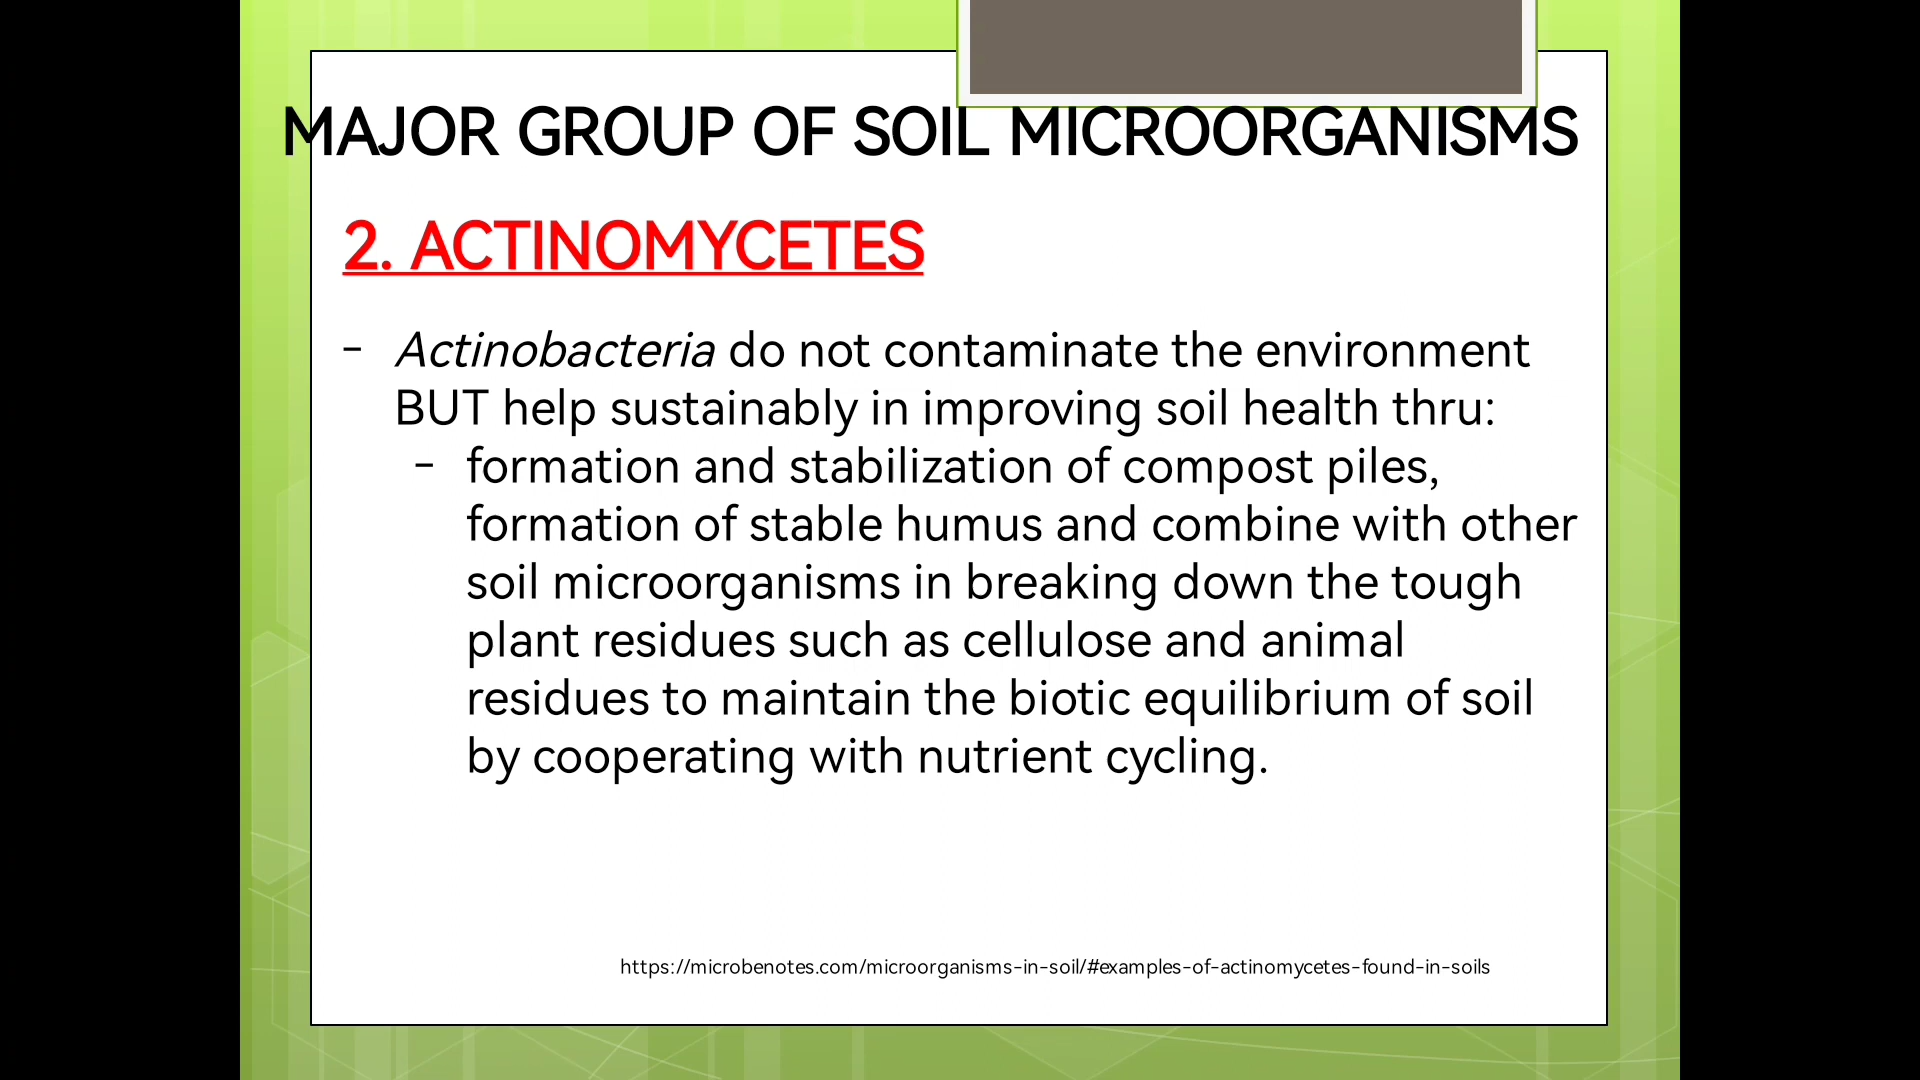 MAJOR GROUP OF SOIL MICROORGANISMS
2. ACTINOMYCETES
- Actinobacteria do not contaminate the environment
BUT help sustainably in improving soil health thru:
- formation and stabilization of compost piles,
formation of stable humus and combine with other
soil microorganisms in breaking down the tough
plant residues such as cellulose and animal
residues to maintain the biotic equilibrium of soil
by cooperating with nutrient cycling.
https://microbenotes.com/microorganisms-in-soil/#examples-of-actinomycetes-found-in-soils